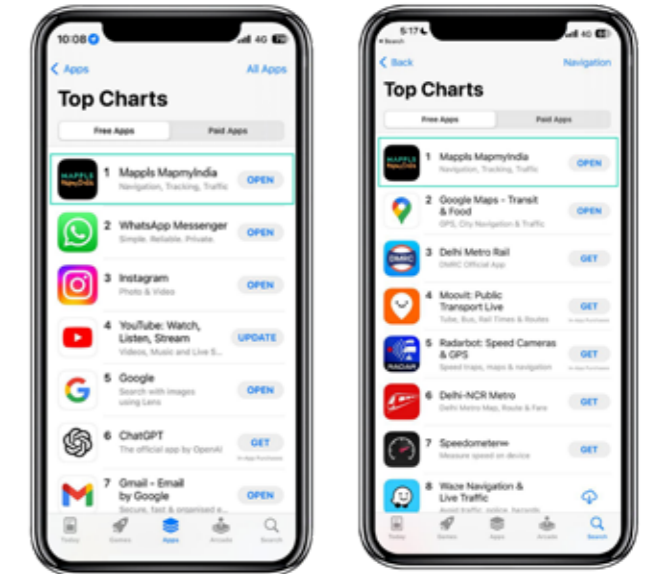 10:08
4G
Apps
All Apps
Top Charts
Free Apps
Paid Apps
MAPPLS
MapmyIndia
1 Mappls MapmyIndia
Navigation, Tracking, Traffic
OPEN
2 WhatsApp Messenger
Simple. Reliable. Private.
OPEN
3 Instagram
Photo & Video
OPEN
4 YouTube: Watch,
Listen, Stream
Videos, Music and Live S...
UPDATE
5 Google
Search with images
using Lens
OPEN
6 ChatGPT
The official app by OpenAI
GET
In-App Purchases
7 Gmail - Email
by Google
Secure, fast & organised e...
OPEN
Today
Games
Apps
Arcade
Search
5:17
Search
4G
Back
Navigation
Top Charts
Free Apps
Paid Apps
MAPPLS
MapmyIndia
1 Mappls MapmyIndia
Navigation, Tracking, Traffic
OPEN
2 Google Maps - Transit
& Food
GPS, City Navigation & Traffic
OPEN
DMRC
3 Delhi Metro Rail
DMRC Official App
GET
4 Moovit: Public
Transport Live
Tube, Bus, Rail Times & Routes
GET
In-App Purchases
RADAR
5 Radarbot: Speed Cameras
& GPS
Speed traps, maps & navigation
GET
In-App Purchases
6 Delhi-NCR Metro
Delhi Metro Map, Route & Fare
GET
7 Speedometer
Measure speed on device
GET
8 Waze Navigation &
Live Traffic
Avoid traffic, police, hazards
Today
Games
Apps
Arcade
Search